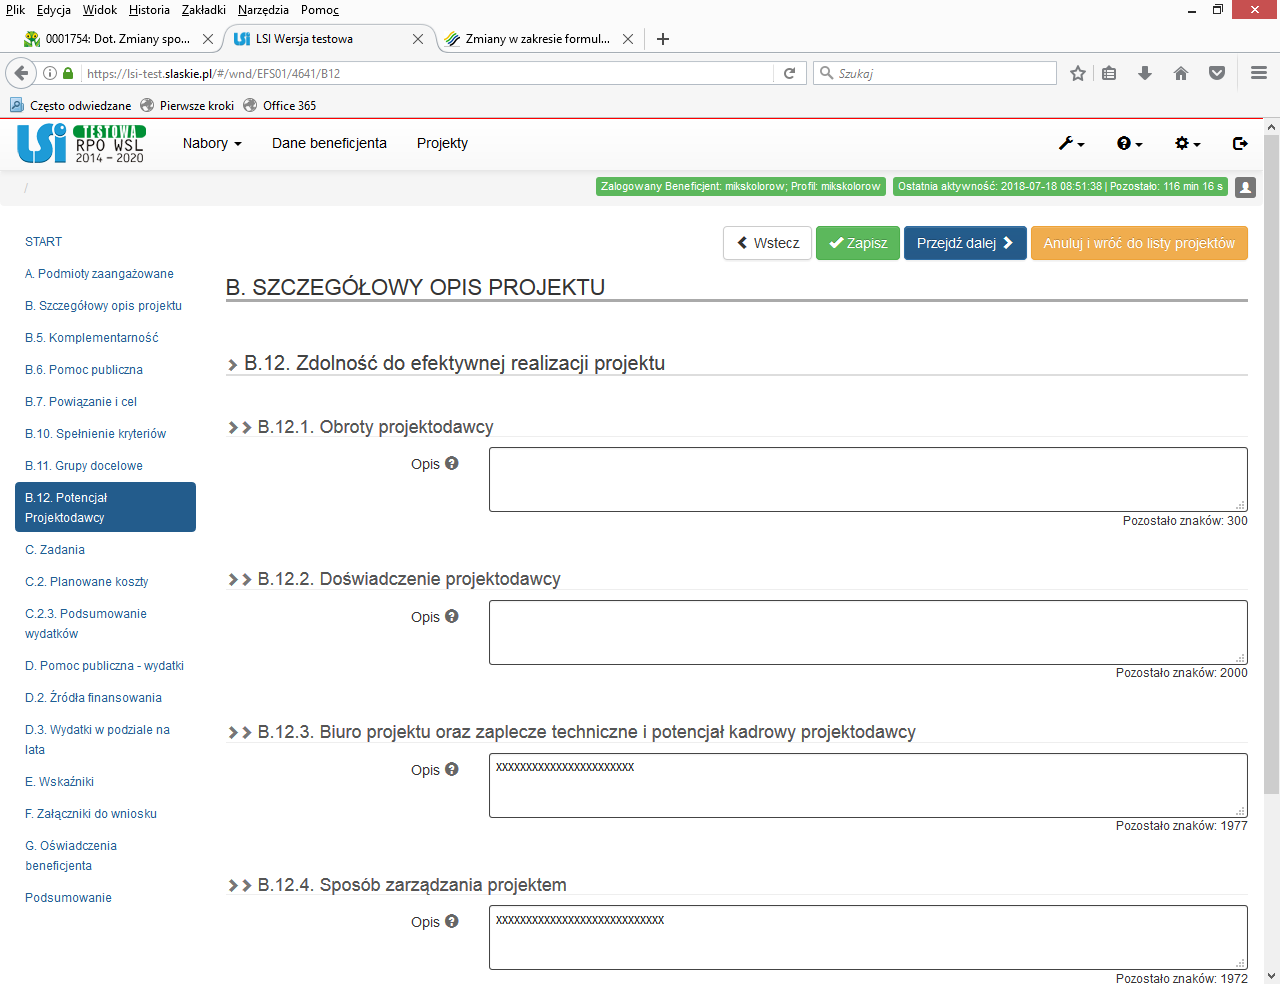 Plik Edycja Widok Historia Zakładki Narzędzia Pomoc
0001754: Dot. Zmiany spo... LSI Wersja testowa Zmiany w zakresie formul...
https://lsi-test.slaskie.pl/#/wnd/EFS01/4641/B12 Szukaj
Często odwiedzane Pierwsze kroki Office 365
LSi TESTOWA RPO WSL 2014 – 2020 Nabory Dane beneficjenta Projekty
/ Zalogowany Beneficjent: mikskolorow; Profil: mikskolorow Ostatnia aktywność: 2018-07-18 08:51:38 | Pozostało: 116 min 16 s
START
A. Podmioty zaangażowane
B. Szczegółowy opis projektu
B.5. Komplementarność
B.6. Pomoc publiczna
B.7. Powiązanie i cel
B.10. Spełnienie kryteriów
B.11. Grupy docelowe
B.12. Potencjał
Projektodawcy
C. Zadania
C.2. Planowane koszty
C.2.3. Podsumowanie
wydatków
D. Pomoc publiczna - wydatki
D.2. Źródła finansowania
D.3. Wydatki w podziale na
lata
E. Wskaźniki
F. Załączniki do wniosku
G. Oświadczenia
beneficjenta
Podsumowanie
Wstecz Zapisz Przejdź dalej Anuluj i wróć do listy projektów
B. SZCZEGÓŁOWY OPIS PROJEKTU
B.12. Zdolność do efektywnej realizacji projektu
B.12.1. Obroty projektodawcy
Opis
Pozostało znaków: 300
B.12.2. Doświadczenie projektodawcy
Opis
Pozostało znaków: 2000
B.12.3. Biuro projektu oraz zaplecze techniczne i potencjał kadrowy projektodawcy
Opis XXXXXXXXXXXXXXXXXXXXXXX
Pozostało znaków: 1977
B.12.4. Sposób zarządzania projektem
Opis XXXXXXXXXXXXXXXXXXXXXXXXXXXX
Pozostało znaków: 1972